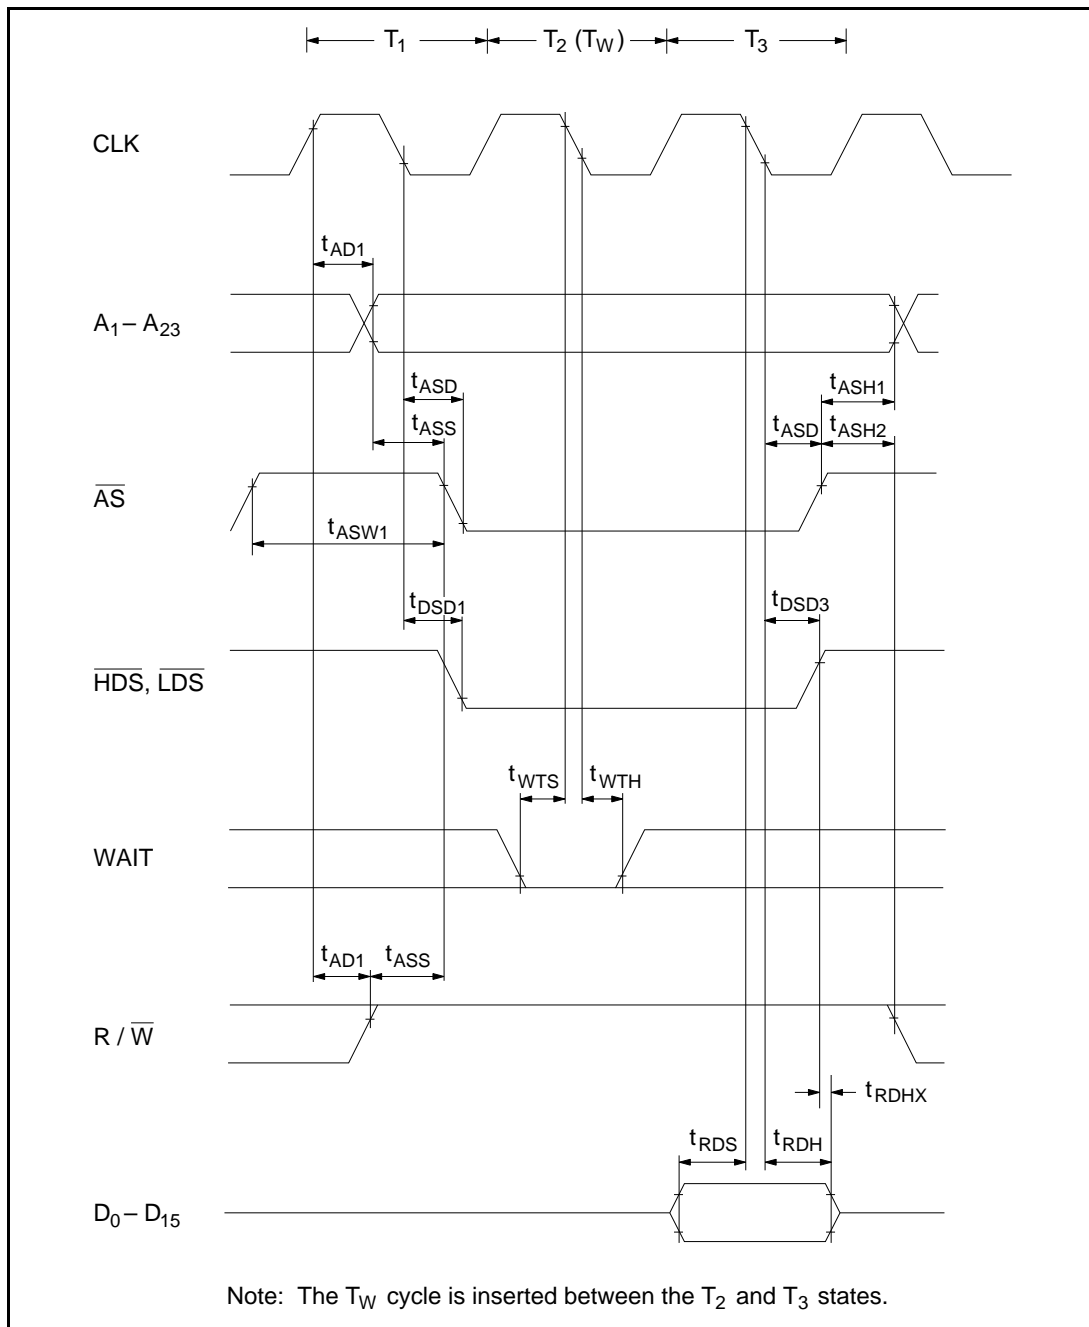 T1 T2 (TW) T3
CLK
tAD1
A1 – A23
tASD tASH1
tASS tASD tASH2
AS
tASW1
tDSD1 tDSD3
HDS, LDS
tWTS tWTH
WAIT
tAD1 tASS
R / W
tRDHX
tRDS tRDH
D0 – D15
Note: The TW cycle is inserted between the T2 and T3 states.